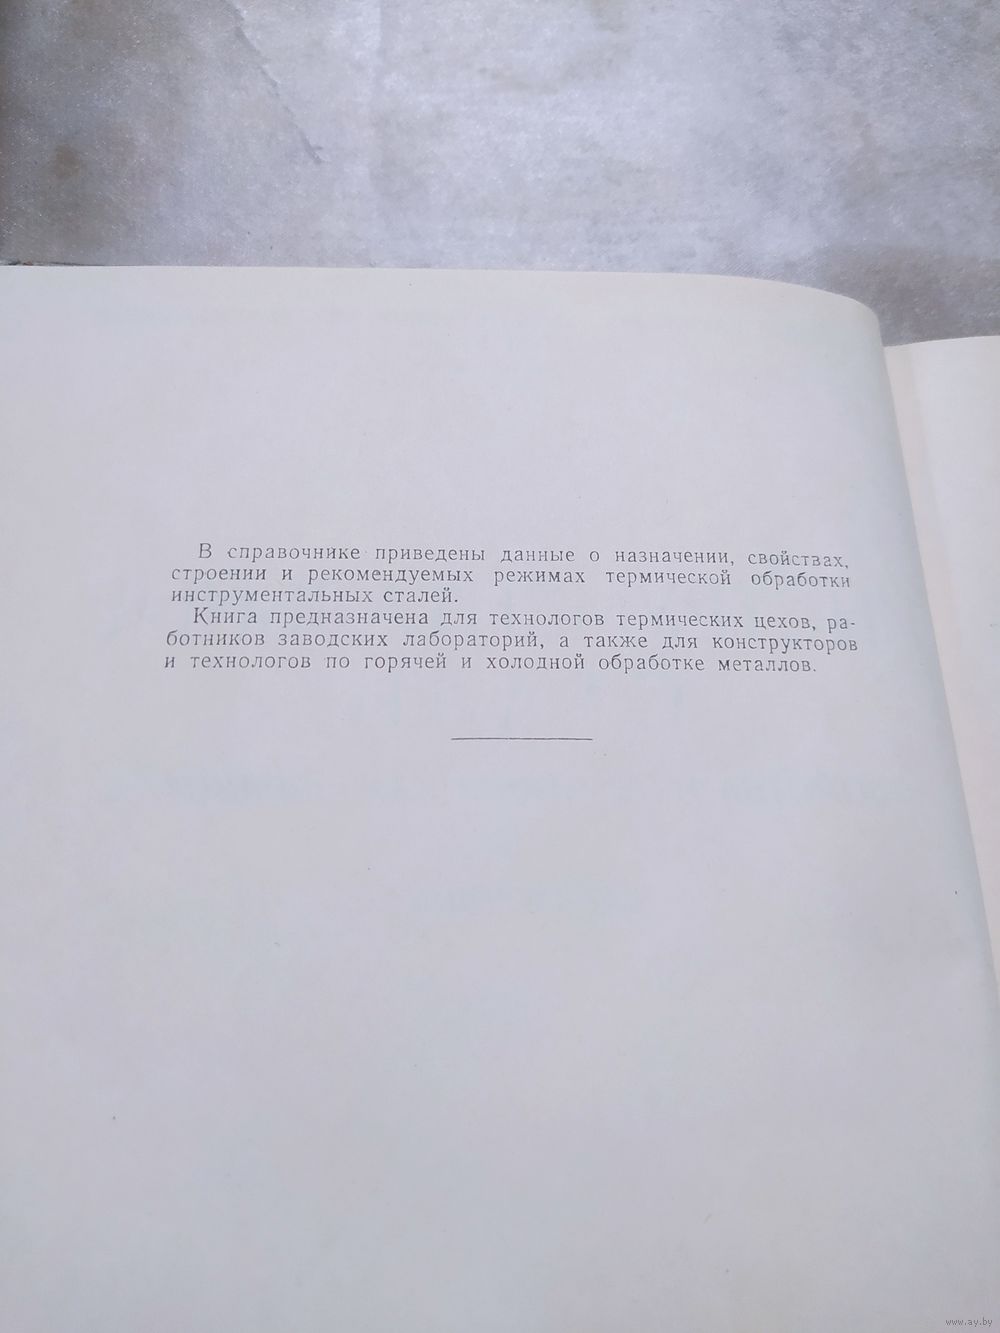 В справочнике приведены данные о назначении, свойствах,
строении и рекомендуемых режимах термической обработки
инструментальных сталей.
Книга предназначена для технологов термических цехов, ра-
ботников заводских лабораторий, а также для конструкторов
и технологов по горячей и холодной обработке металлов.
www.ay.by